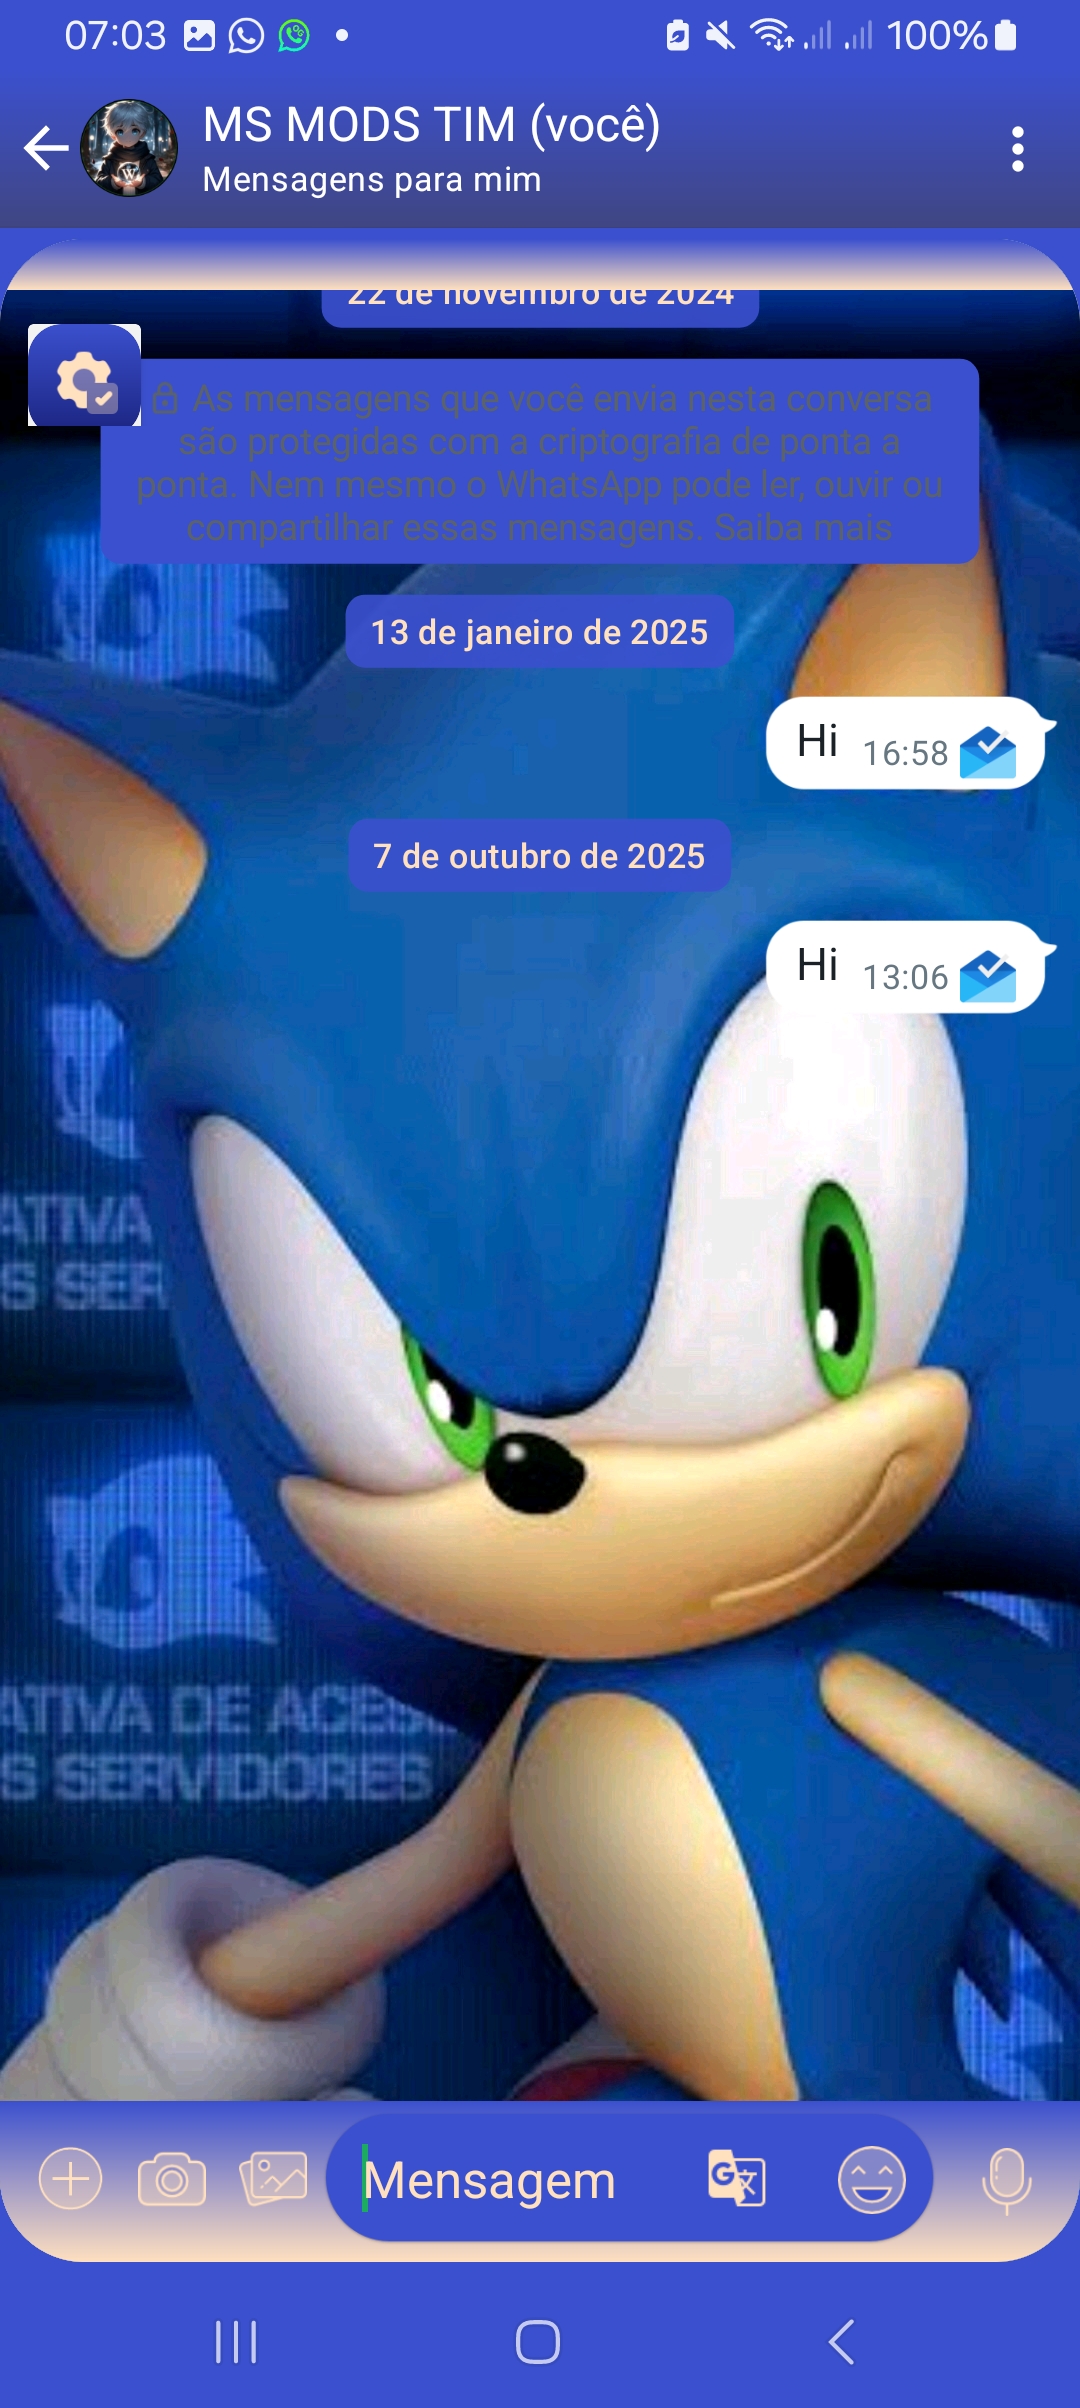 07:03
100%
MS MODS TIM (você)
Mensagens para mim
22 de novembro de 2024
As mensagens que você envia nesta conversa
são protegidas com a criptografia de ponta a
ponta. Nem mesmo o WhatsApp pode ler, ouvir ou
compartilhar essas mensagens. Saiba mais
13 de janeiro de 2025
Hi 16:58
7 de outubro de 2025
Hi 13:06
ATIVA
S SER
ATIVA DE ACES
S SERVIDORES
Mensagem